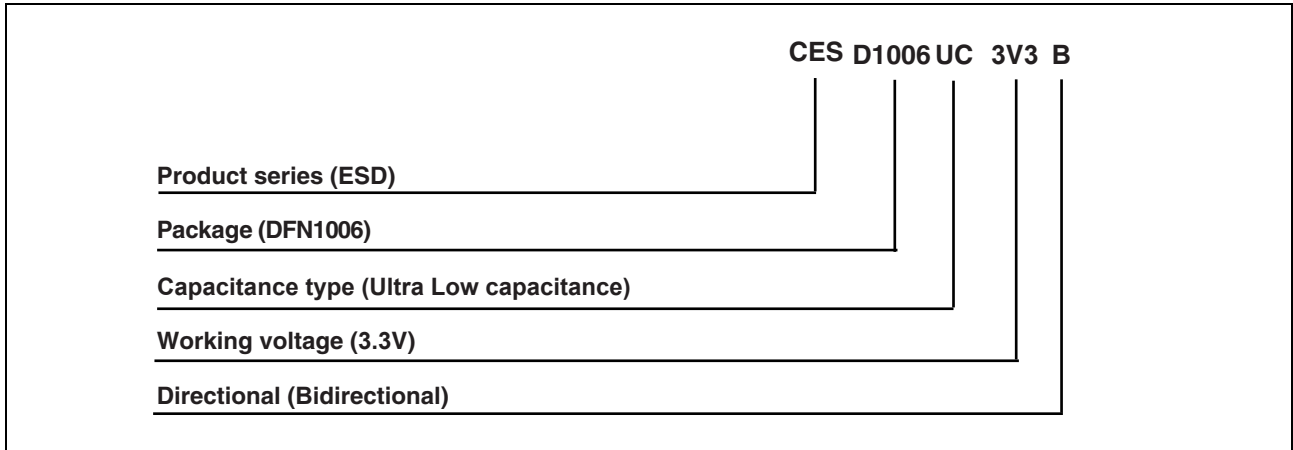 CES D1006 UC 3V3 B
Product series (ESD)
Package (DFN1006)
Capacitance type (Ultra Low capacitance)
Working voltage (3.3V)
Directional (Bidirectional)